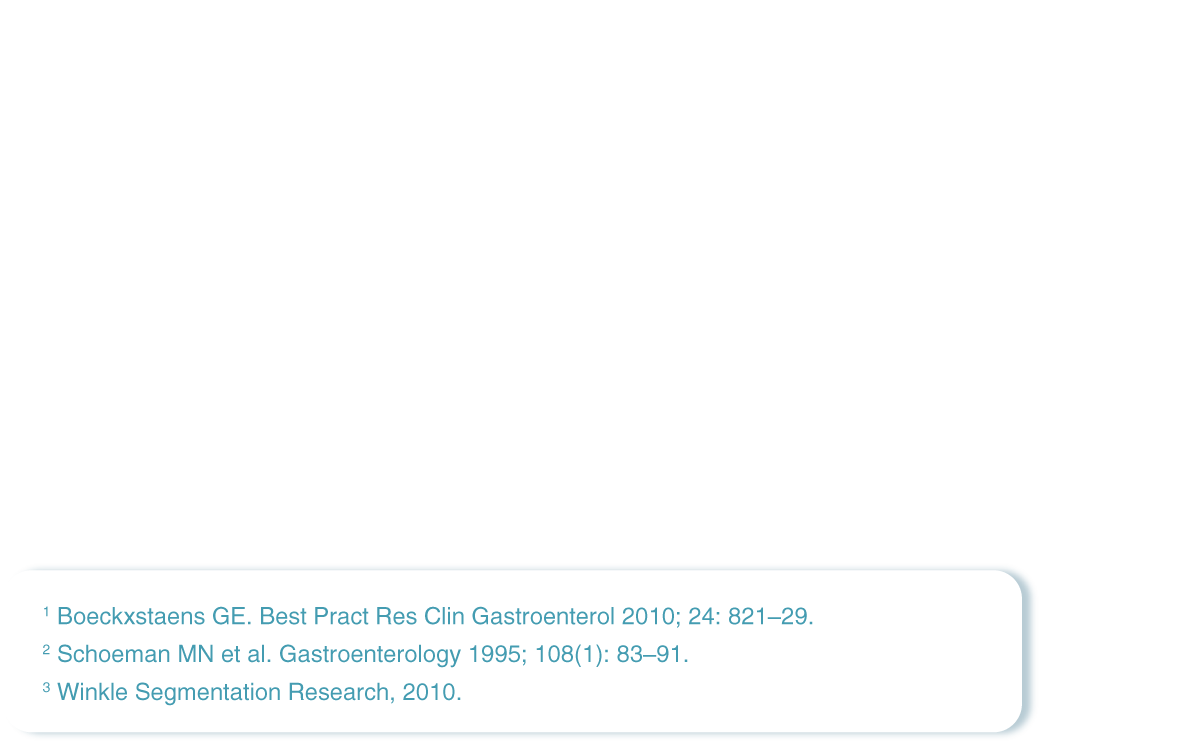 ¹ Boeckxstaens GE. Best Pract Res Clin Gastroenterol 2010; 24: 821–29.
² Schoeman MN et al. Gastroenterology 1995; 108(1): 83–91.
³ Winkle Segmentation Research, 2010.